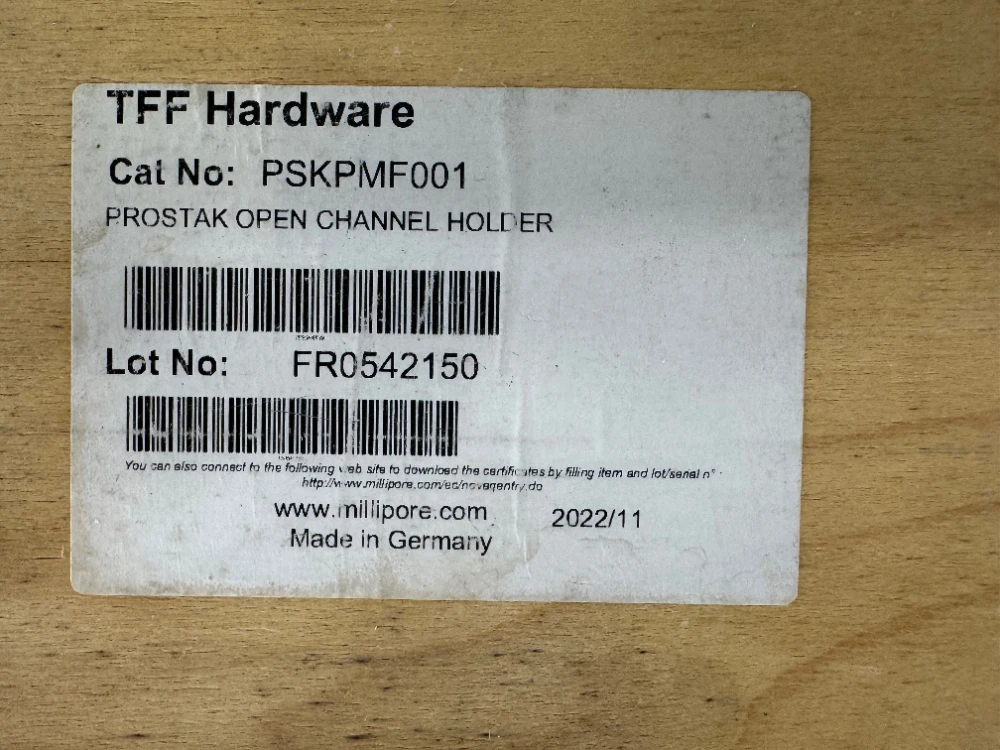 TFF Hardware
Cat No: PSKPMF001
PROSTAK OPEN CHANNEL HOLDER
Lot No: FR0542150
You can also connect to the following web site to download the certificates by filling item and lot/serial n°
www.millipore.com 2022/11
Made in Germany